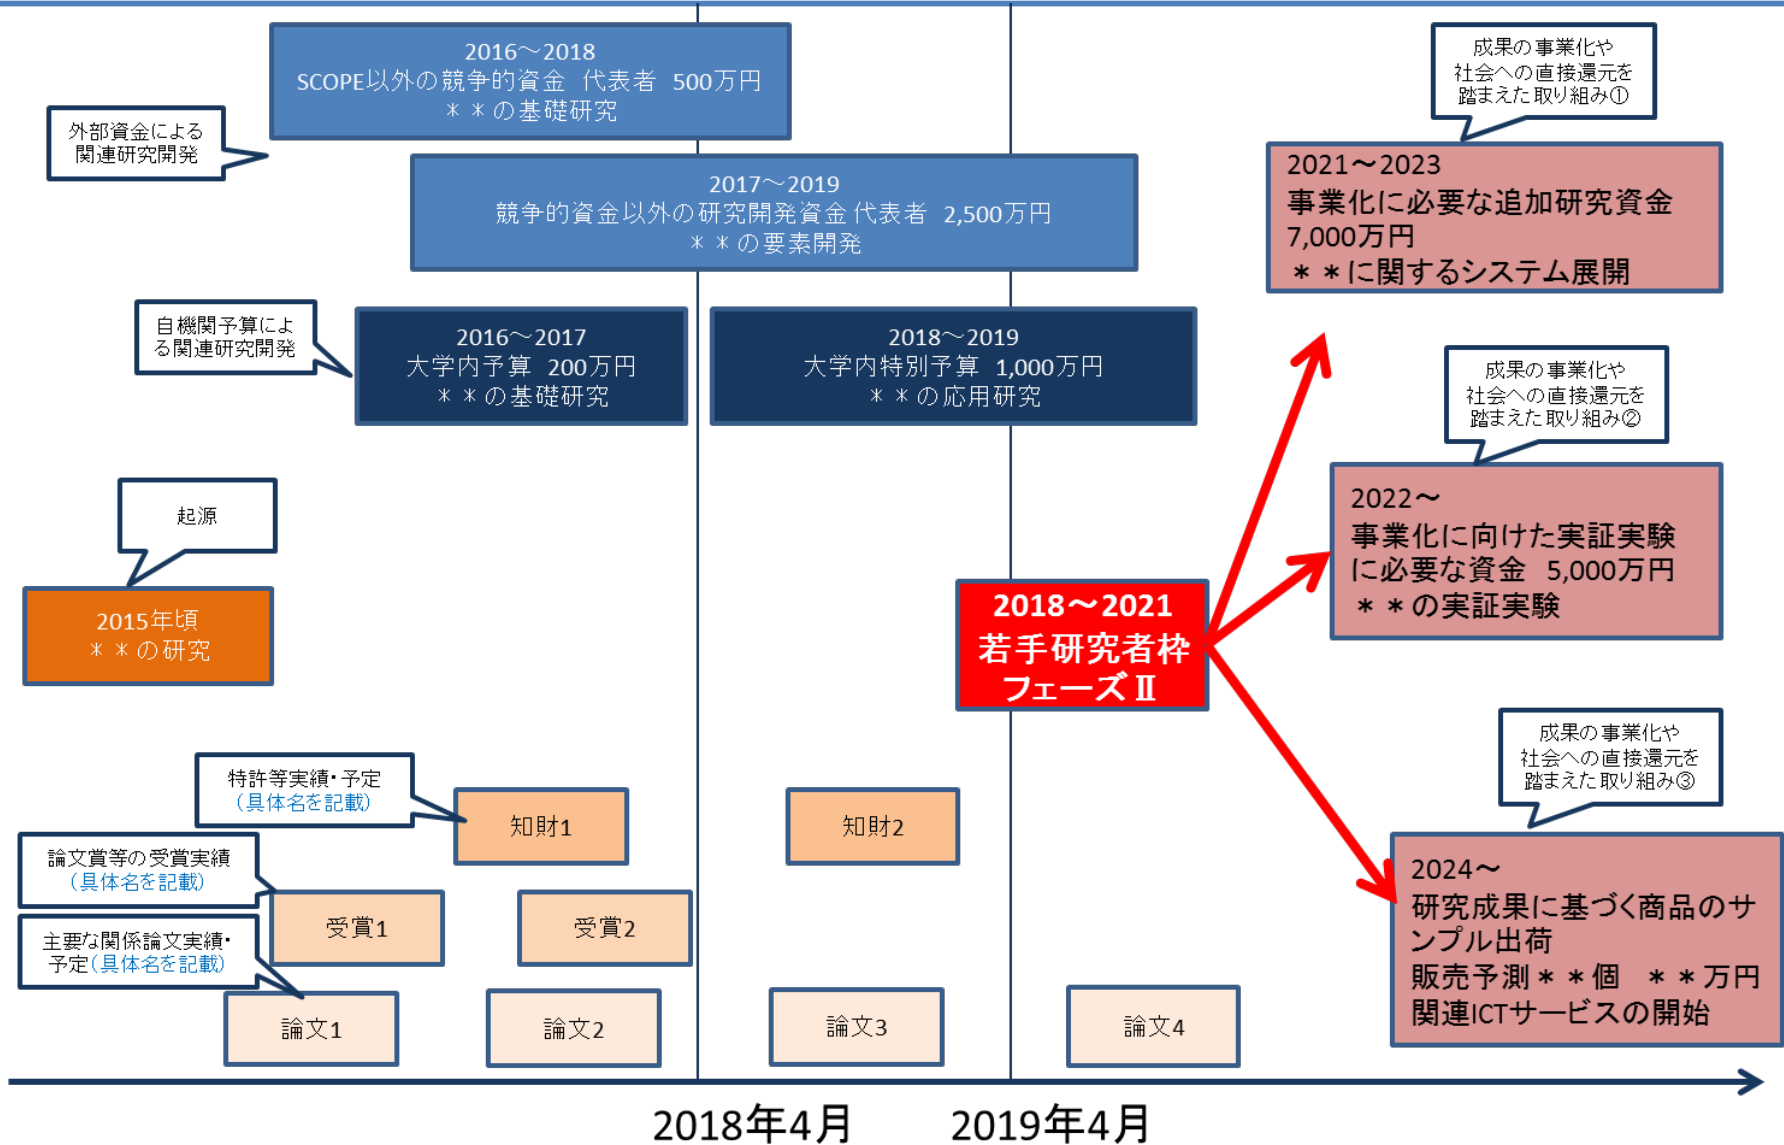 2016～2018
SCOPE以外の競争的資金 代表者 500万円
＊＊の基礎研究
外部資金による
関連研究開発
2017～2019
競争的資金以外の研究開発資金 代表者 2,500万円
＊＊の要素開発
成果の事業化や
社会への直接還元を
踏まえた取り組み①
2021～2023
事業化に必要な追加研究資金
7,000万円
＊＊に関するシステム展開
自機関予算によ
る関連研究開発
2016～2017
大学内予算 200万円
＊＊の基礎研究
2018～2019
大学内特別予算 1,000万円
＊＊の応用研究
成果の事業化や
社会への直接還元を
踏まえた取り組み②
2022～
事業化に向けた実証実験
に必要な資金 5,000万円
＊＊の実証実験
起源
2015年頃
＊＊の研究
2018～2021
若手研究者枠
フェーズⅡ
成果の事業化や
社会への直接還元を
踏まえた取り組み③
2024～
研究成果に基づく商品のサ
ンプル出荷
販売予測＊＊個 ＊＊万円
関連ICTサービスの開始
特許等実績・予定
（具体名を記載）
知財1
知財2
論文賞等の受賞実績
（具体名を記載）
受賞1
受賞2
主要な関係論文実績・
予定（具体名を記載）
論文1
論文2
論文3
論文4
2018年4月
2019年4月